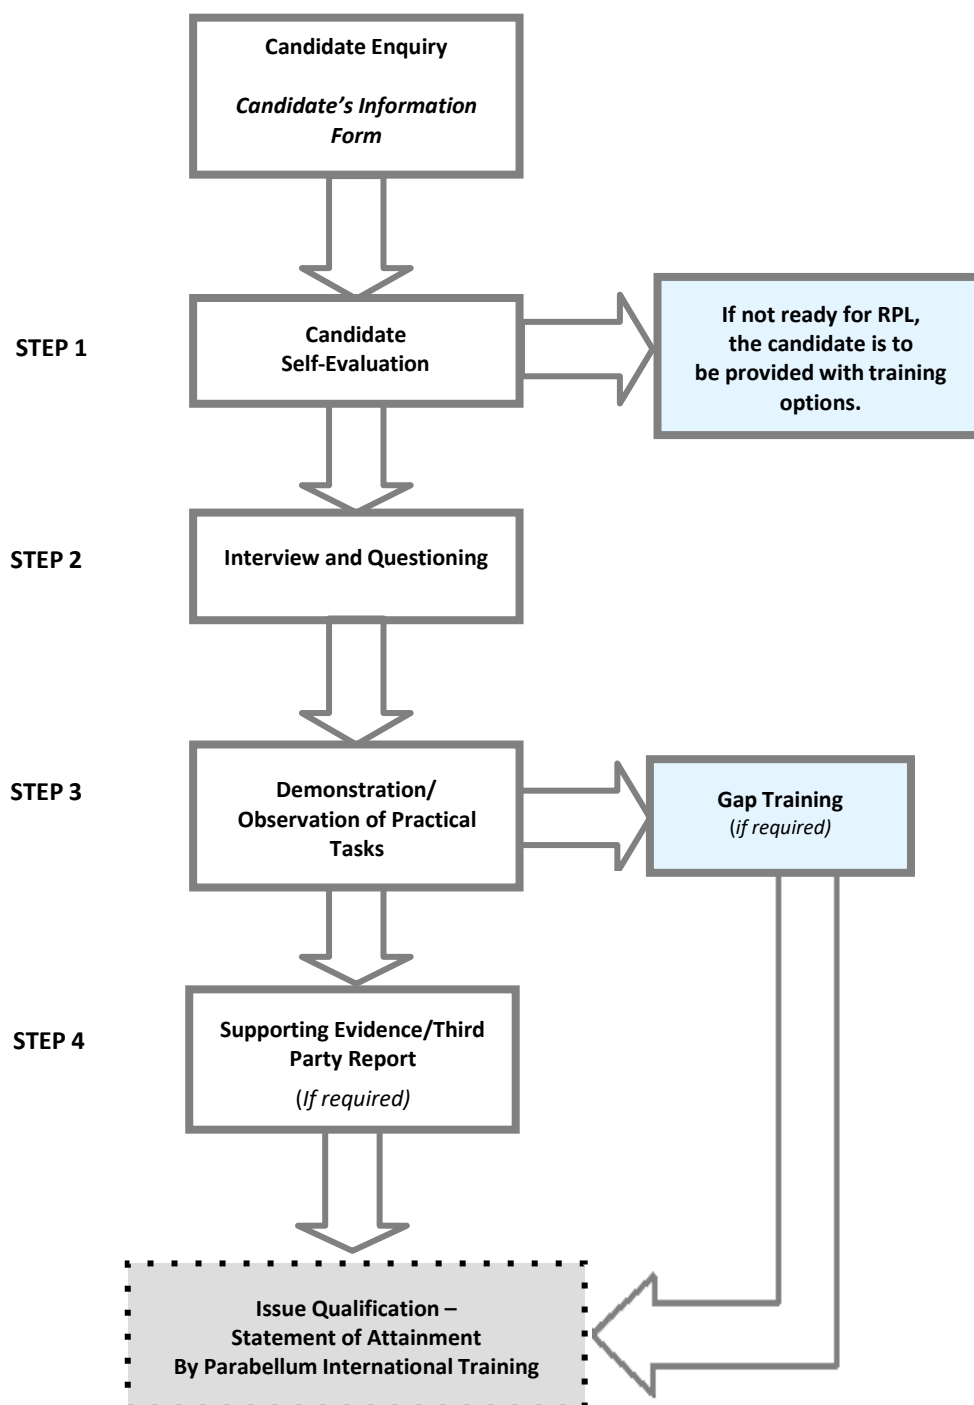 Candidate Enquiry
Candidate’s Information
Form
STEP 1
Candidate
Self-Evaluation
If not ready for RPL,
the candidate is to
be provided with training
options.
STEP 2
Interview and Questioning
STEP 3
Demonstration/
Observation of Practical
Tasks
Gap Training
(if required)
STEP 4
Supporting Evidence/Third
Party Report
(If required)
Issue Qualification –
Statement of Attainment
By Parabellum International Training